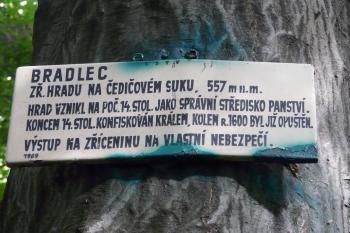 BRADLEC
ZŘ. HRADU NA ČEDIČOVÉM SUKU, 557 m n. m.
HRAD VZNIKL NA POČ. 14. STOL. JAKO SPRÁVNÍ STŘEDISKO PANSTVÍ.
KONCEM 14. STOL. KONFISKOVÁN KRÁLEM, KOLEM R. 1600 BYL JIŽ OPUŠTĚN.
VÝSTUP NA ZŘÍCENINU NA VLASTNÍ NEBEZPEČÍ
1969